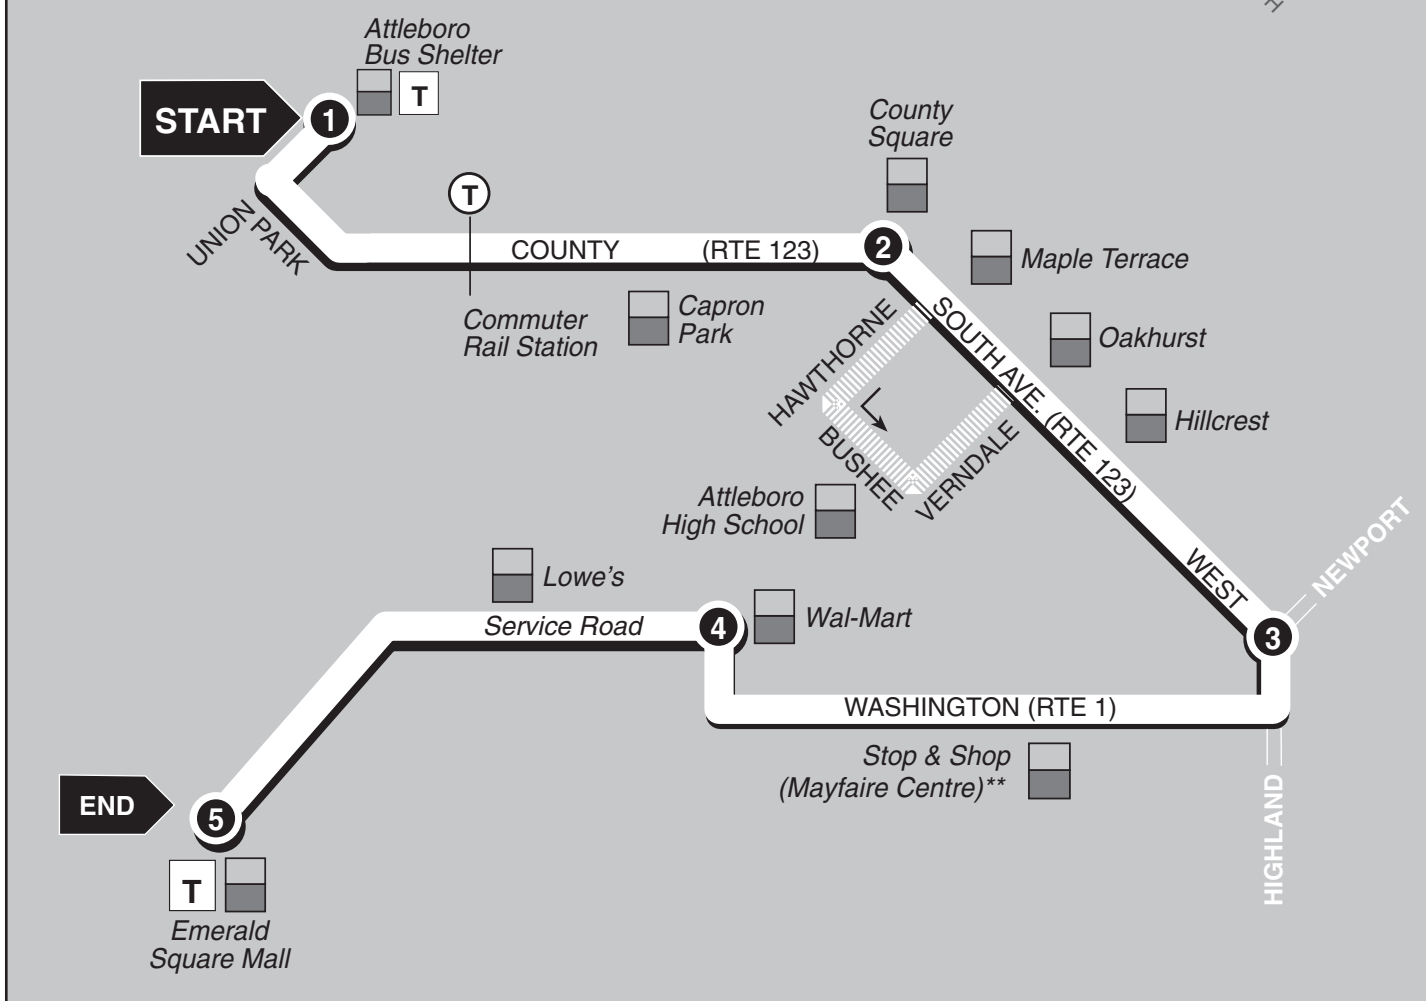 H
Attleboro
Bus Shelter
T
START
1
UNION
PARK
T
COUNTY (RTE 123)
Commuter
Rail Station
Capron
Park
County
Square
2
Maple Terrace
SOUTH AVE. (RTE 123)
Oakhurst
Hillcrest
HAWTHORNE
BUSHEE
VERNDALE
Attleboro
High School
WEST
NEWPORT
3
HIGHLAND
WASHINGTON (RTE 1)
Stop & Shop
(Mayfaire Centre)**
4
Wal-Mart
Lowe's
Service Road
END
5
T
Emerald
Square Mall